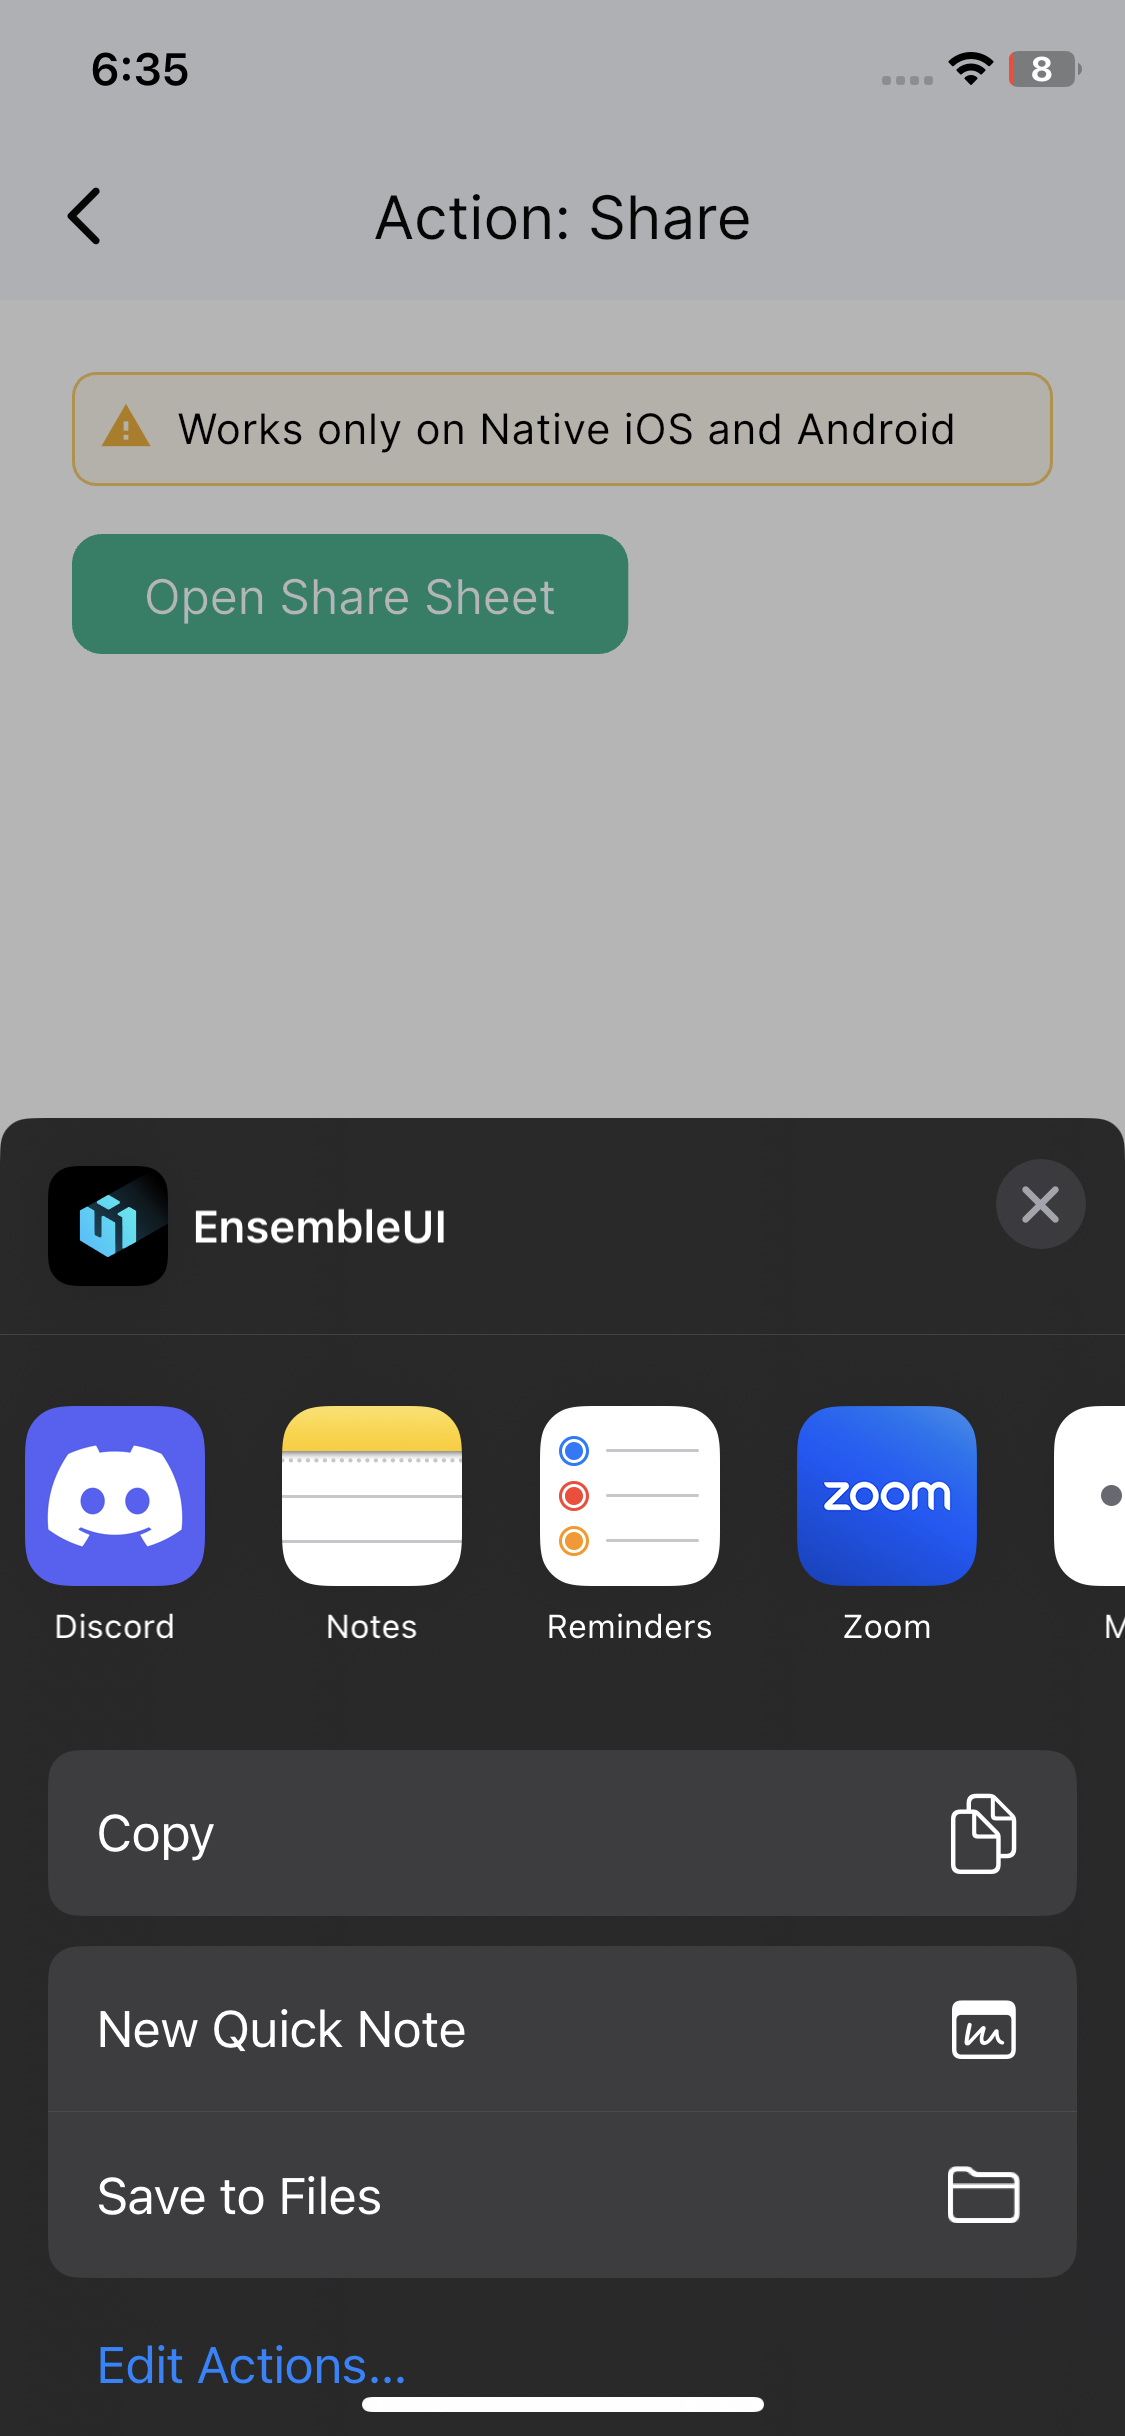 6:35
8
Action: Share
Works only on Native iOS and Android
Open Share Sheet
EnsembleUI
zoom
Discord
Notes
Reminders
Zoom
M
Copy
New Quick Note
Save to Files
Edit Actions...